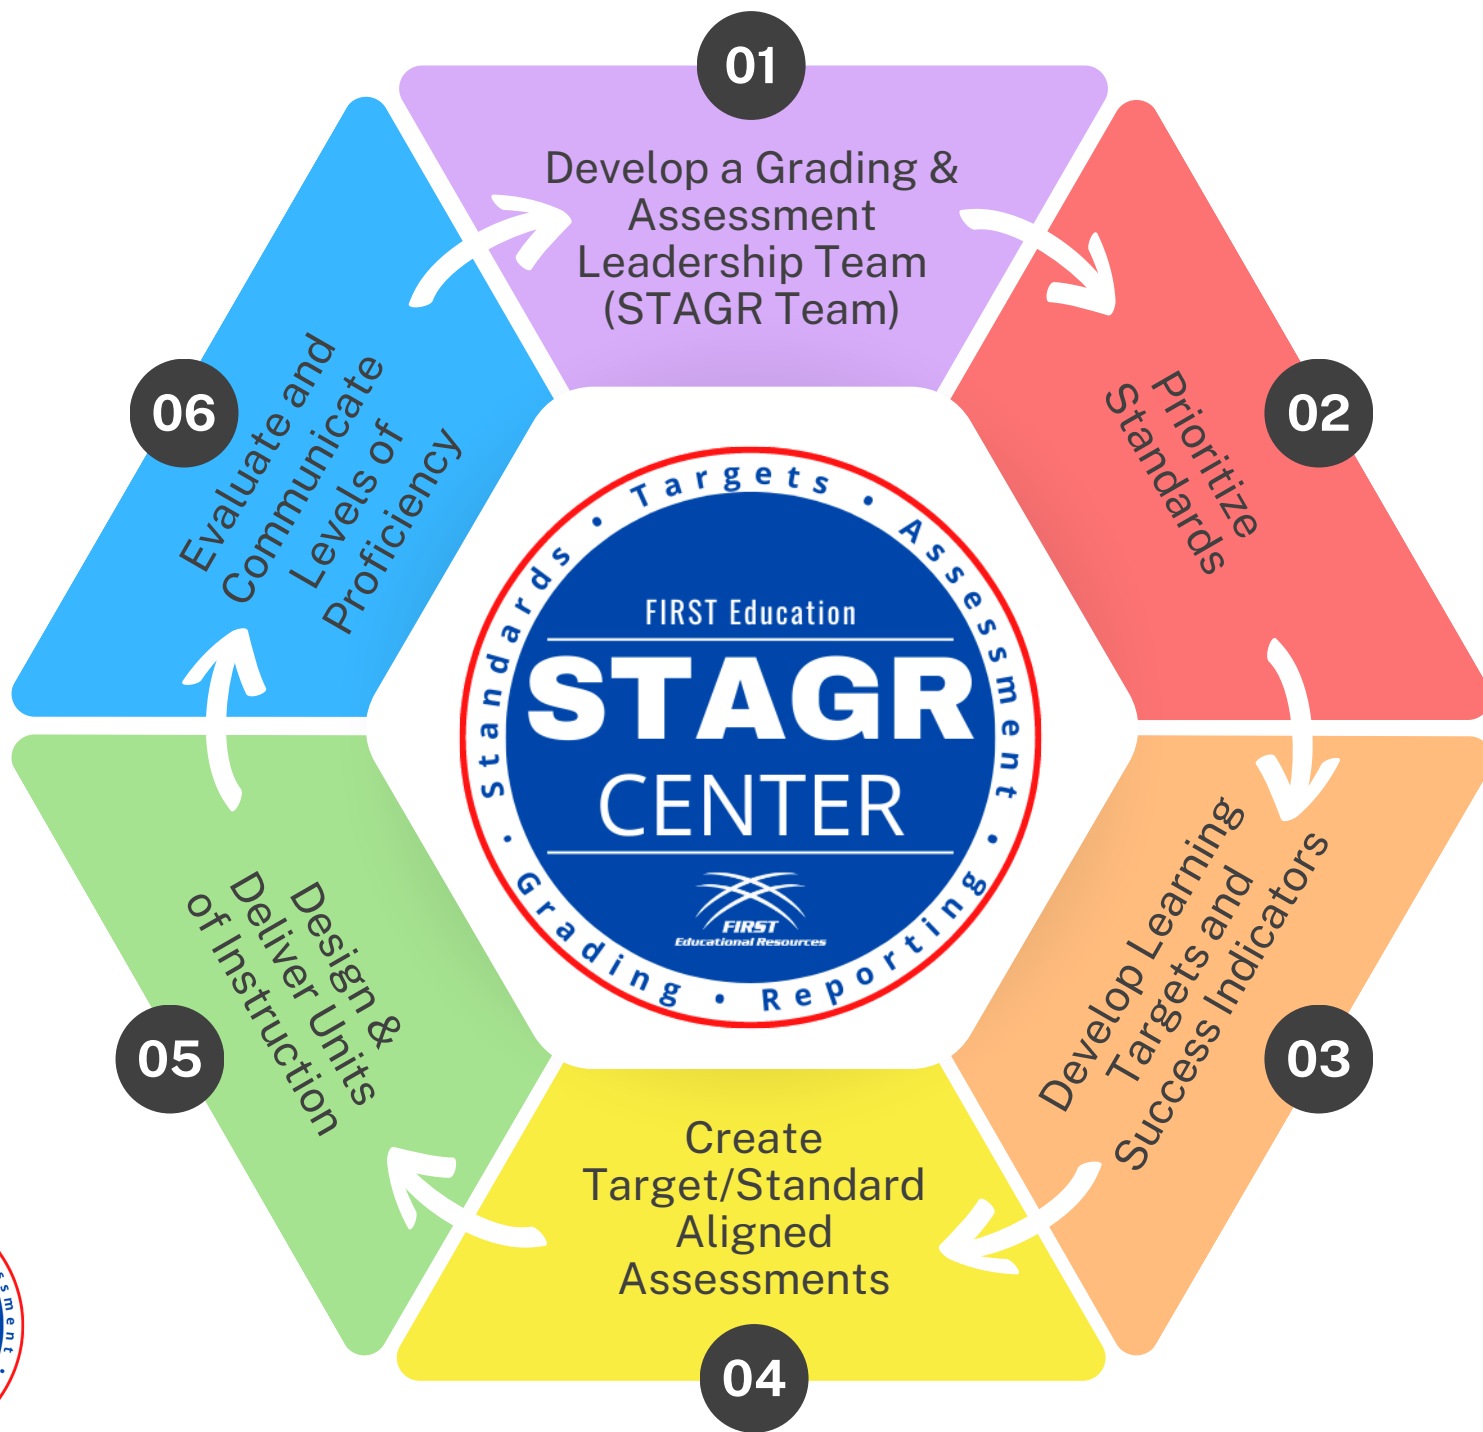 01
Develop a Grading &
Assessment
Leadership Team
(STAGR Team)
02
Prioritize
Standards
03
Develop Learning
Targets and
Success Indicators
04
Create
Target/Standard
Aligned
Assessments
05
Design &
Deliver Units
of Instruction
06
Evaluate and
Communicate
Levels of
Proficiency
Standards • Targets • Assessment • Reporting • Grading •
FIRST Education
STAGR
CENTER
FIRST
Educational Resources